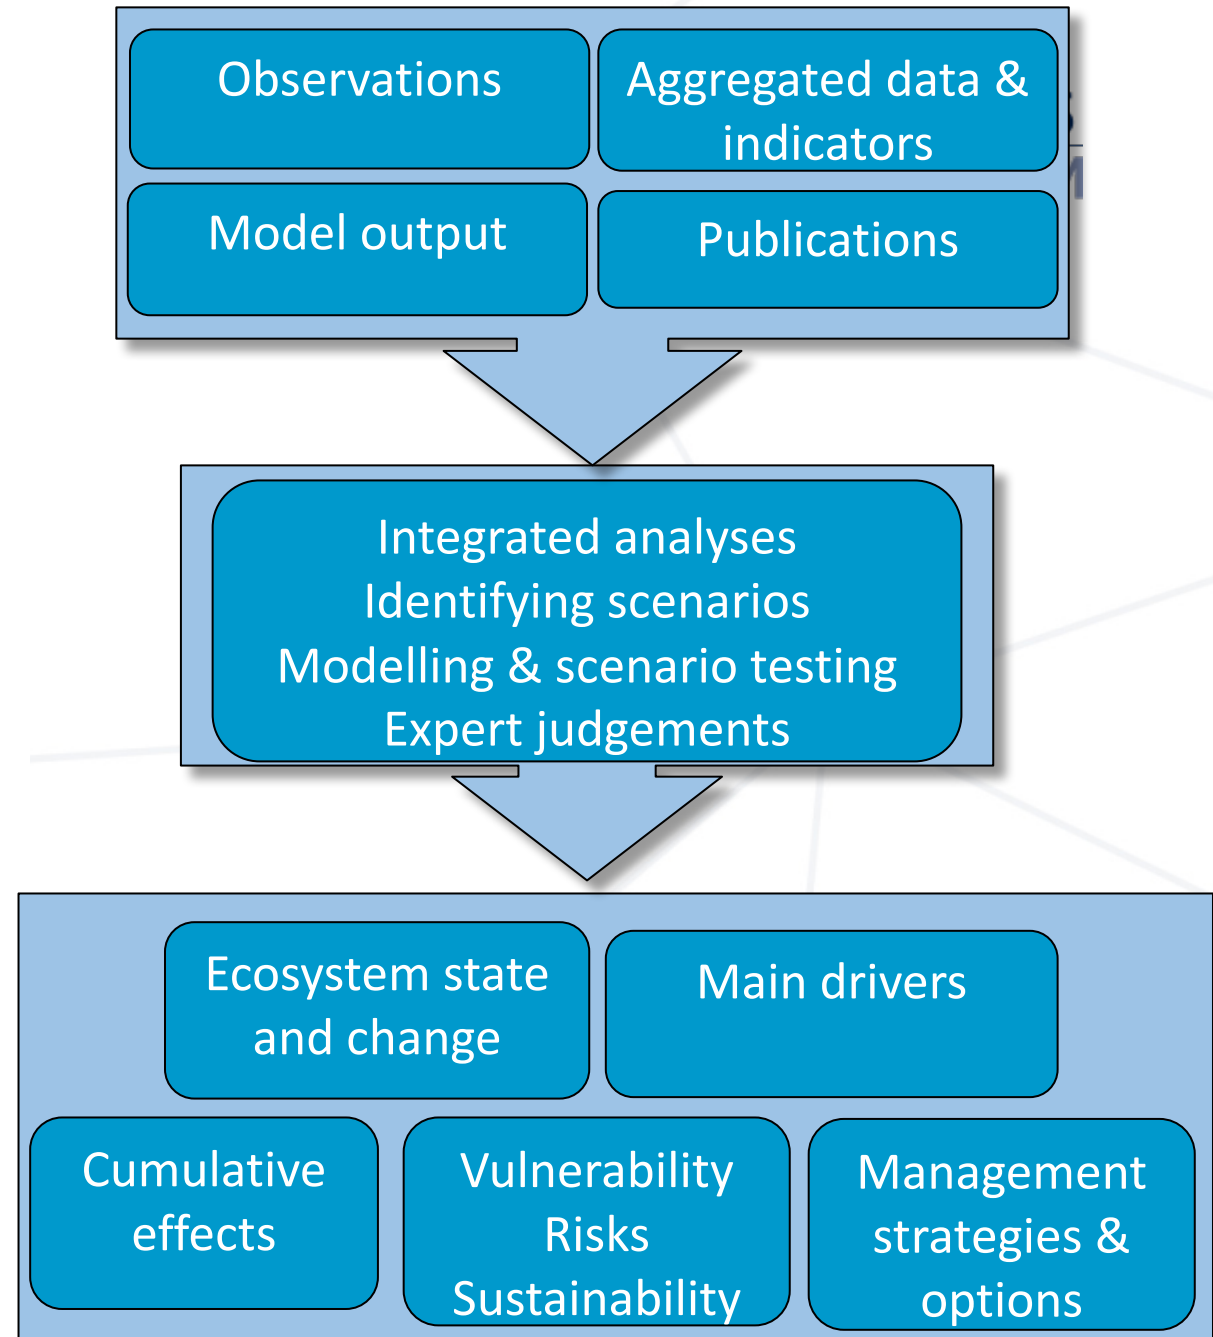 Observations
Aggregated data &
indicators
Model output
Publications
Integrated analyses
Identifying scenarios
Modelling & scenario testing
Expert judgements
Ecosystem state
and change
Main drivers
Cumulative
effects
Vulnerability
Risks
Sustainability
Management
strategies &
options